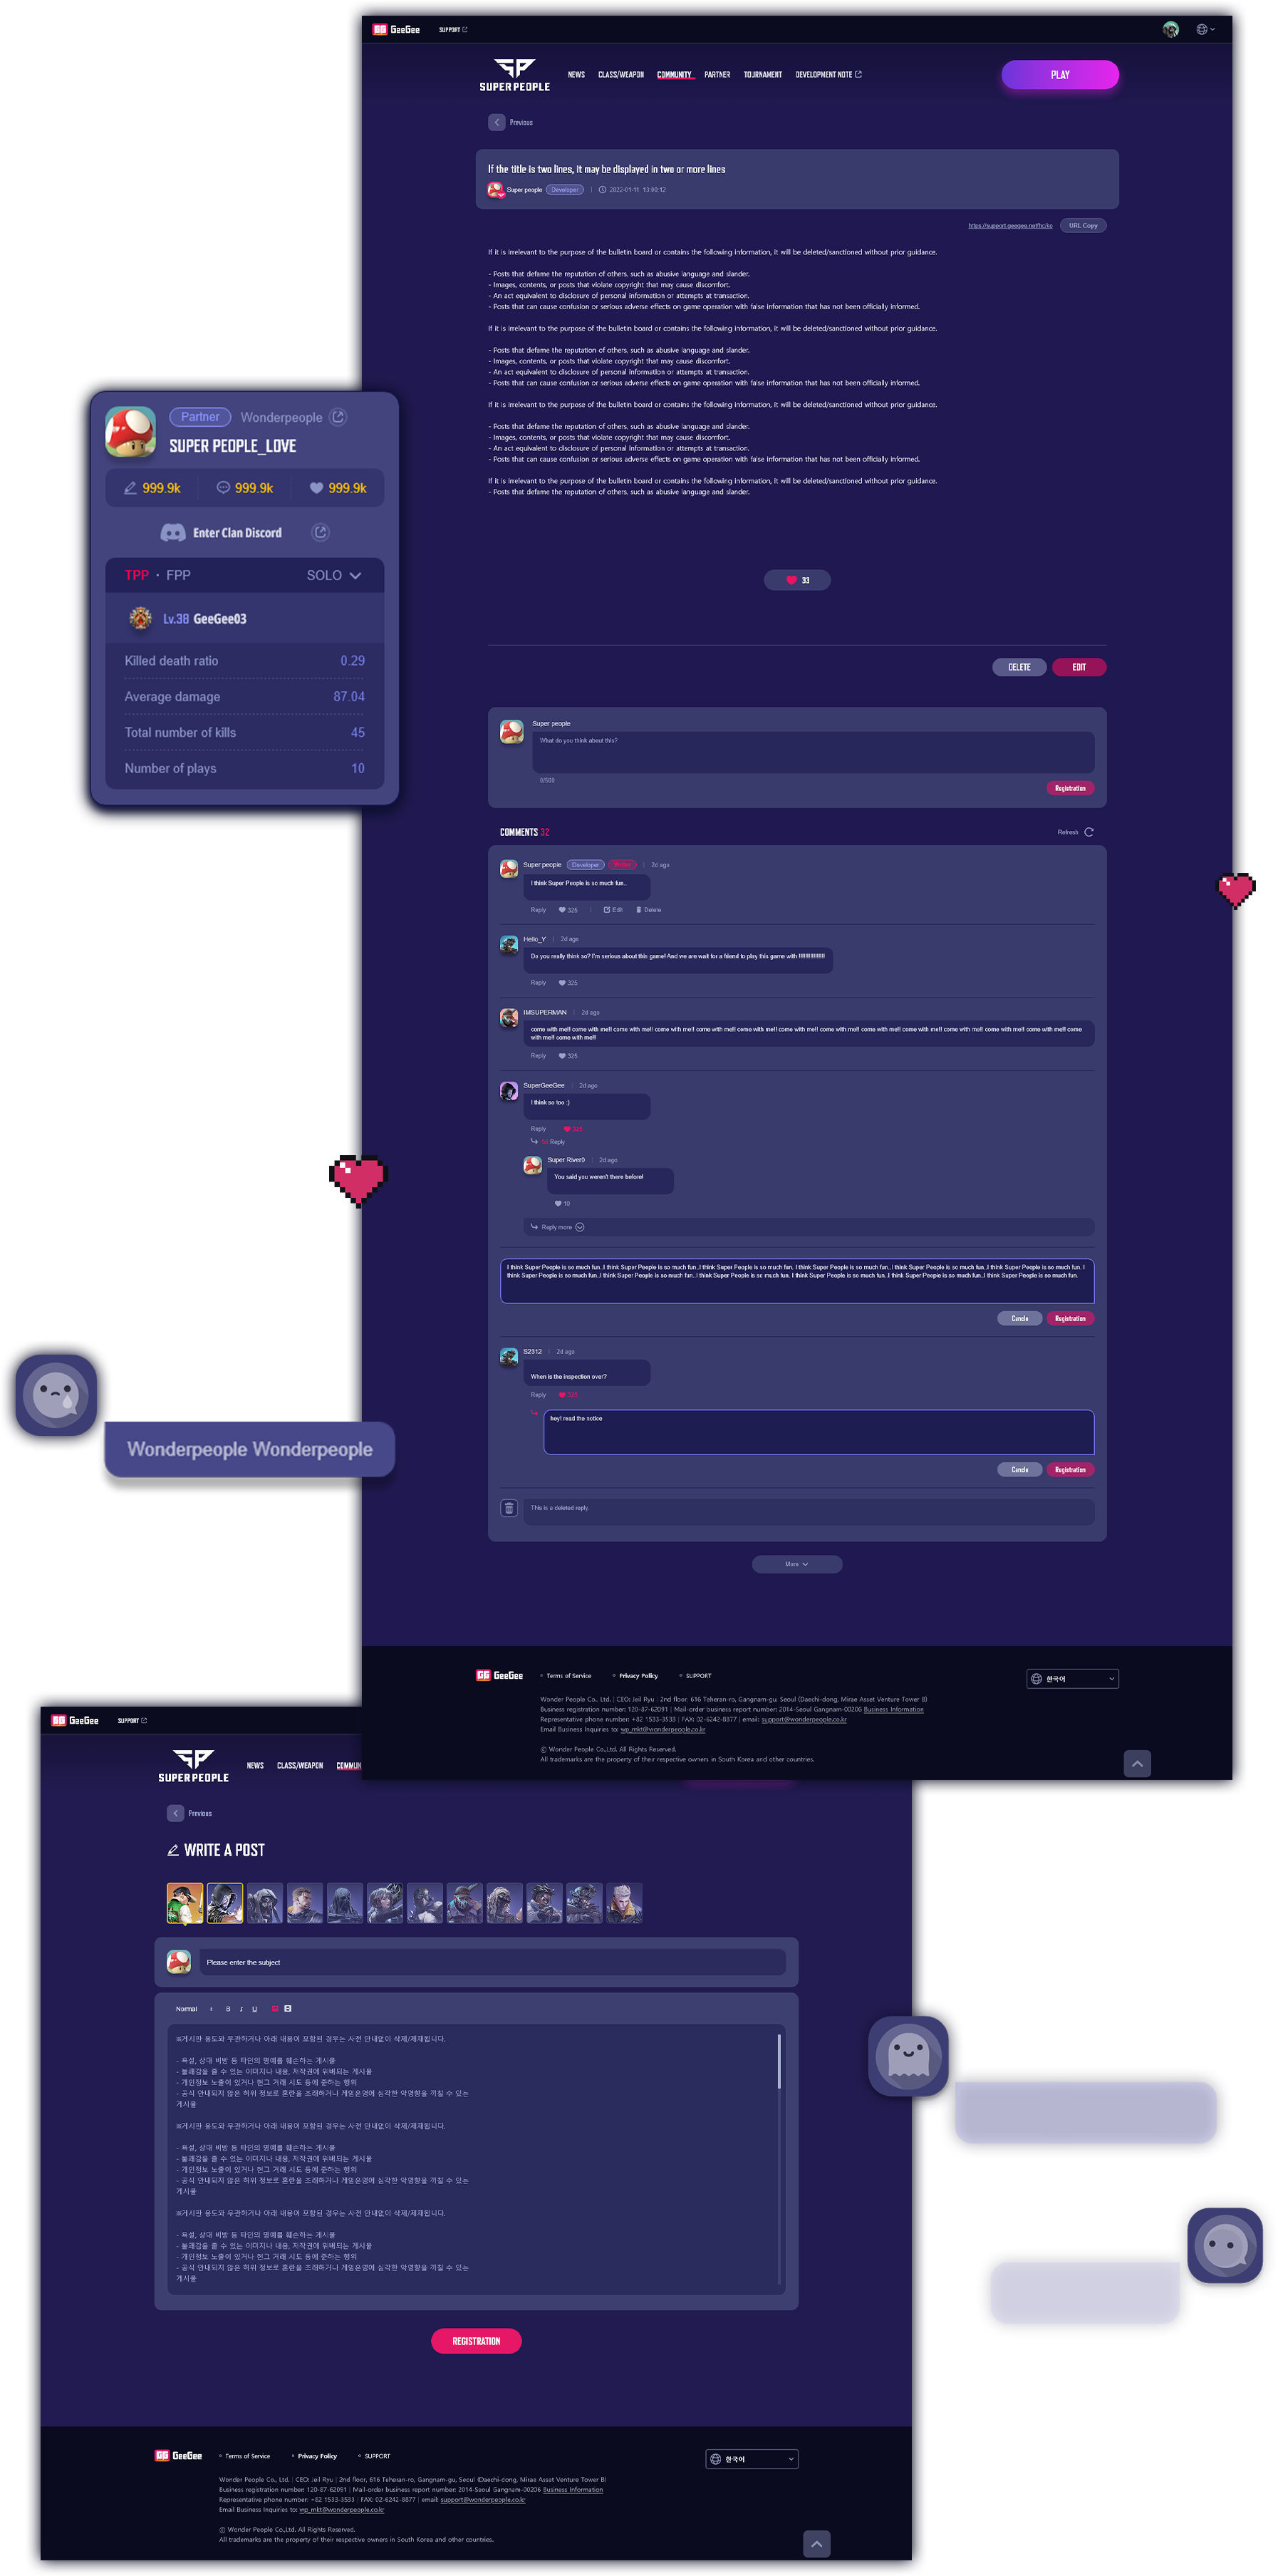 GeeGee
SUPPORT
SUPER PEOPLE
NEWS
CLASS/WEAPON
COMMUNITY
PARTNER
TOURNAMENT
DEVELOPMENT NOTE
PLAY
Previous
If the title is two lines, it may be displayed in two or more lines
Super people Developer 2022-01-11 13:00:12
https://support.geegee.net/hc/ko URL Copy
If it is irrelevant to the purpose of the bulletin board or contains the following information, it will be deleted/sanctioned without prior guidance.
- Posts that defame the reputation of others, such as abusive language and slander.
- Images, contents, or posts that violate copyright that may cause discomfort.
- An act equivalent to disclosure of personal information or attempts at transaction.
- Posts that can cause confusion or serious adverse effects on game operation with false information that has not been officially informed.
If it is irrelevant to the purpose of the bulletin board or contains the following information, it will be deleted/sanctioned without prior guidance.
- Posts that defame the reputation of others, such as abusive language and slander.
- Images, contents, or posts that violate copyright that may cause discomfort.
- An act equivalent to disclosure of personal information or attempts at transaction.
- Posts that can cause confusion or serious adverse effects on game operation with false information that has not been officially informed.
If it is irrelevant to the purpose of the bulletin board or contains the following information, it will be deleted/sanctioned without prior guidance.
- Posts that defame the reputation of others, such as abusive language and slander.
- Images, contents, or posts that violate copyright that may cause discomfort.
- An act equivalent to disclosure of personal information or attempts at transaction.
- Posts that can cause confusion or serious adverse effects on game operation with false information that has not been officially informed.
If it is irrelevant to the purpose of the bulletin board or contains the following information, it will be deleted/sanctioned without prior guidance.
- Posts that defame the reputation of others, such as abusive language and slander.
33
DELETE
EDIT
Partner Wonderpeople
SUPER PEOPLE_LOVE
999.9k 999.9k 999.9k
Enter Clan Discord
TPP · FPP SOLO
Lv.38 GeeGee03
Killed death ratio 0.29
Average damage 87.04
Total number of kills 45
Number of plays 10
Super people
What do you think about this?
0/500
Registration
COMMENTS 32
Refresh
Super people Developer 2d ago
I think Super People is so much fun..
Reply 325 Edit Delete
Hello_Y 2d ago
Do you really think so? I'm serious about this game! And we are wait for a friend to play this game with !!!!!!!!!!!!!!!!!!
Reply 325
IMSUPERMAN 2d ago
come with me!! come with me!! come with me!! come with me!! come with me!! come with me!! come with me!! come with me!! come with me!! come with me!! come with me!! come with me!! come with me!! come
with me!! come with me!!
Reply 325
SuperGeeGee 2d ago
I think so too :)
Reply 325
Reply
Super River0 2d ago
You said you weren't there before!
10
Reply more
I think Super People is so much fun..I think Super People is so much fun..I think Super People is so much fun. I think Super People is so much fun..I think Super People is so much fun..I think Super People is so much fun. I
think Super People is so much fun..I think Super People is so much fun..I think Super People is so much fun. I think Super People is so much fun..I think Super People is so much fun..I think Super People is so much fun.
Cancle Registration
S2312 2d ago
When is the inspection over?
Reply 325
hey! read the notice
Cancle Registration
This is a deleted reply.
More
Wonderpeople Wonderpeople
GeeGee
Terms of Service
Privacy Policy
SUPPORT
한국어
Wonder People Co., Ltd. | CEO: Jeil Ryu | 2nd floor, 616 Teheran-ro, Gangnam-gu, Seoul (Daechi-dong, Mirae Asset Venture Tower B)
Business registration number: 120-87-62091 | Mail-order business report number: 2014-Seoul Gangnam-00206 Business Information
Representative phone number: +82 1533-3533 | FAX: 02-6242-8877 | email: support@wonderpeople.co.kr
Email Business Inquiries to: wp_mkt@wonderpeople.co.kr
© Wonder People Co.,Ltd. All Rights Reserved.
All trademarks are the property of their respective owners in South Korea and other countries.
GeeGee
SUPPORT
SUPER PEOPLE
NEWS
CLASS/WEAPON
COMMUN
Previous
WRITE A POST
Please enter the subject
Normal B I U
※게시판 용도와 무관하거나 아래 내용이 포함된 경우는 사전 안내없이 삭제/제재됩니다.
- 욕설, 상대 비방 등 타인의 명예를 훼손하는 게시물
- 불쾌감을 줄 수 있는 이미지나 내용, 저작권에 위배되는 게시물
- 개인정보 노출이 있거나 현그 거래 시도 등에 준하는 행위
- 공식 안내되지 않은 허위 정보로 혼란을 초래하거나 게임운영에 심각한 악영향을 끼칠 수 있는
게시물
※게시판 용도와 무관하거나 아래 내용이 포함된 경우는 사전 안내없이 삭제/제재됩니다.
- 욕설, 상대 비방 등 타인의 명예를 훼손하는 게시물
- 불쾌감을 줄 수 있는 이미지나 내용, 저작권에 위배되는 게시물
- 개인정보 노출이 있거나 현그 거래 시도 등에 준하는 행위
- 공식 안내되지 않은 허위 정보로 혼란을 초래하거나 게임운영에 심각한 악영향을 끼칠 수 있는
게시물
※게시판 용도와 무관하거나 아래 내용이 포함된 경우는 사전 안내없이 삭제/제재됩니다.
- 욕설, 상대 비방 등 타인의 명예를 훼손하는 게시물
- 불쾌감을 줄 수 있는 이미지나 내용, 저작권에 위배되는 게시물
- 개인정보 노출이 있거나 현그 거래 시도 등에 준하는 행위
- 공식 안내되지 않은 허위 정보로 혼란을 초래하거나 게임운영에 심각한 악영향을 끼칠 수 있는
게시물
REGISTRATION
GeeGee
Terms of Service
Privacy Policy
SUPPORT
한국어
Wonder People Co., Ltd. | CEO: Jeil Ryu | 2nd floor, 616 Teheran-ro, Gangnam-gu, Seoul (Daechi-dong, Mirae Asset Venture Tower B)
Business registration number: 120-87-62091 | Mail-order business report number: 2014-Seoul Gangnam-00206 Business Information
Representative phone number: +82 1533-3533 | FAX: 02-6242-8877 | email: support@wonderpeople.co.kr
Email Business Inquiries to: wp_mkt@wonderpeople.co.kr
© Wonder People Co.,Ltd. All Rights Reserved.
All trademarks are the property of their respective owners in South Korea and other countries.